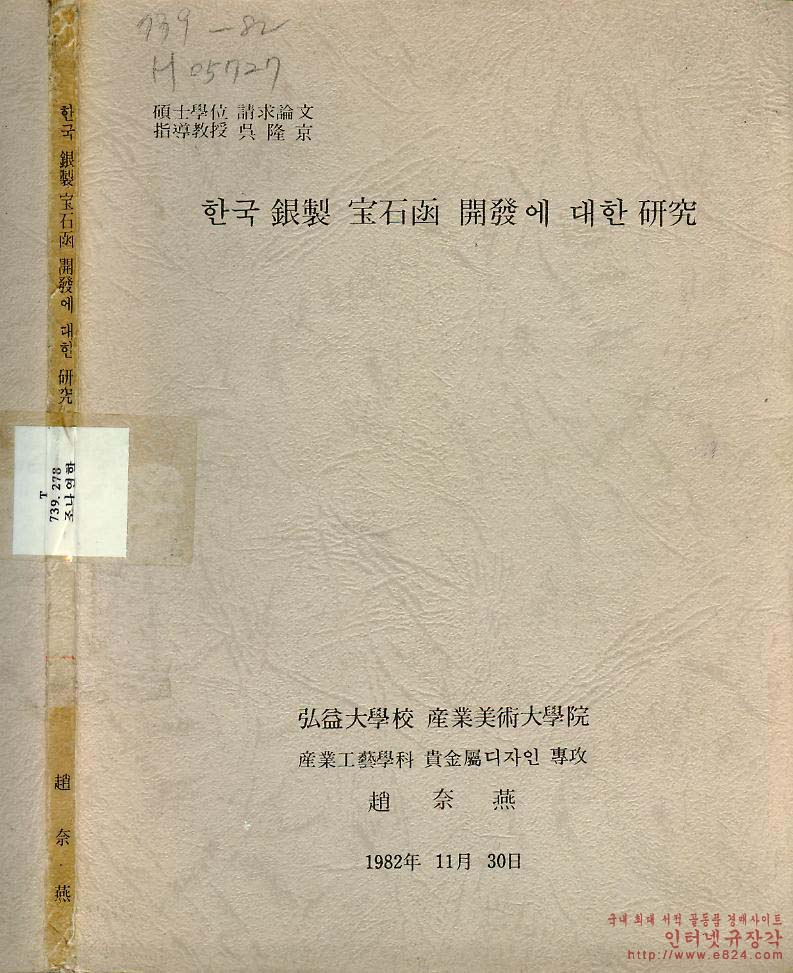 739-82
H 05727
碩士學位 請求論文
指導教授 吳隆京
한국 銀製 宝石函 開發에 대한 硏究
弘益大學校 産業美術大學院
産業工藝學科 貴金屬디자인 專攻
趙 奈 燕
1982年 11月 30日
한국 銀製 宝石函 開發에 대한 硏究
T
739.278
조나연하
趙 奈 燕
국내 최대 서적 골동품 경매사이트
인터넷규장각
http://www.e824.com